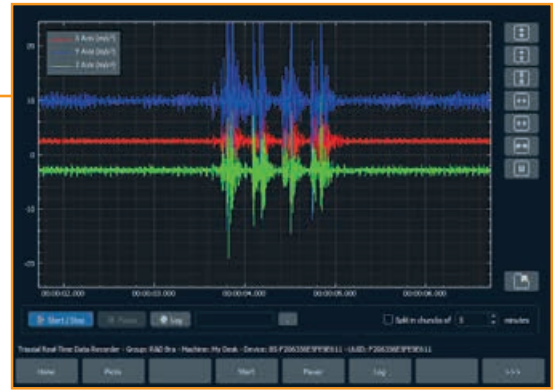 X Axis (m/s²)
Y Axis (m/s²)
Z Axis (m/s²)
10
0
-10
-20
00:00:02.000 00:00:03.000 00:00:04.000 00:00:05.000 00:00:06.000
Start / Stop Pause Log Split in chunks of 5 minutes
Triaxial Real-Time Data Recorder - Group: R&D Bra - Machine: My Desk - Device:
Home Start Power Log >>>